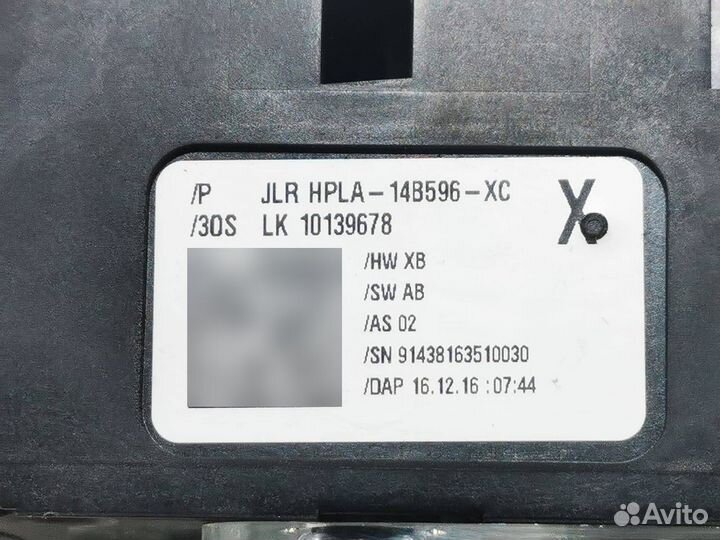 /P JLR HPLA-14B596-XC
/3OS LK 10139678
X
/HW XB
/SW AB
/AS 02
/SN 91438163510030
/DAP 16.12.16 :07:44
Avito